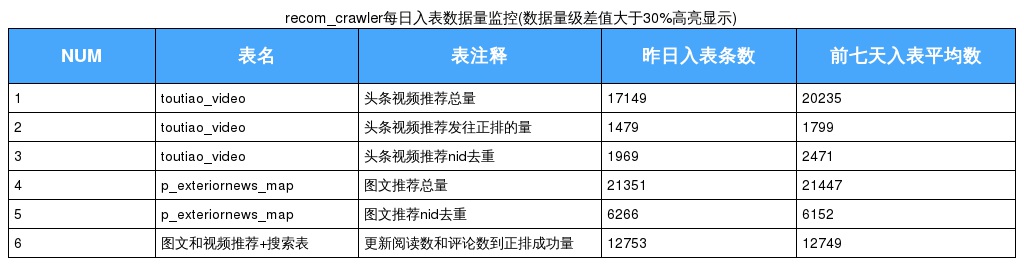 recom_crawler每日入表数据量监控(数据量级差值大于30%高亮显示)
NUM 表名 表注释 昨日入表条数 前七天入表平均数
1 toutiao_video 头条视频推荐总量 17149 20235
2 toutiao_video 头条视频推荐发往正排的量 1479 1799
3 toutiao_video 头条视频推荐nid去重 1969 2471
4 p_exteriornews_map 图文推荐总量 21351 21447
5 p_exteriornews_map 图文推荐nid去重 6266 6152
6 图文和视频推荐+搜索表 更新阅读数和评论数到正排成功量 12753 12749